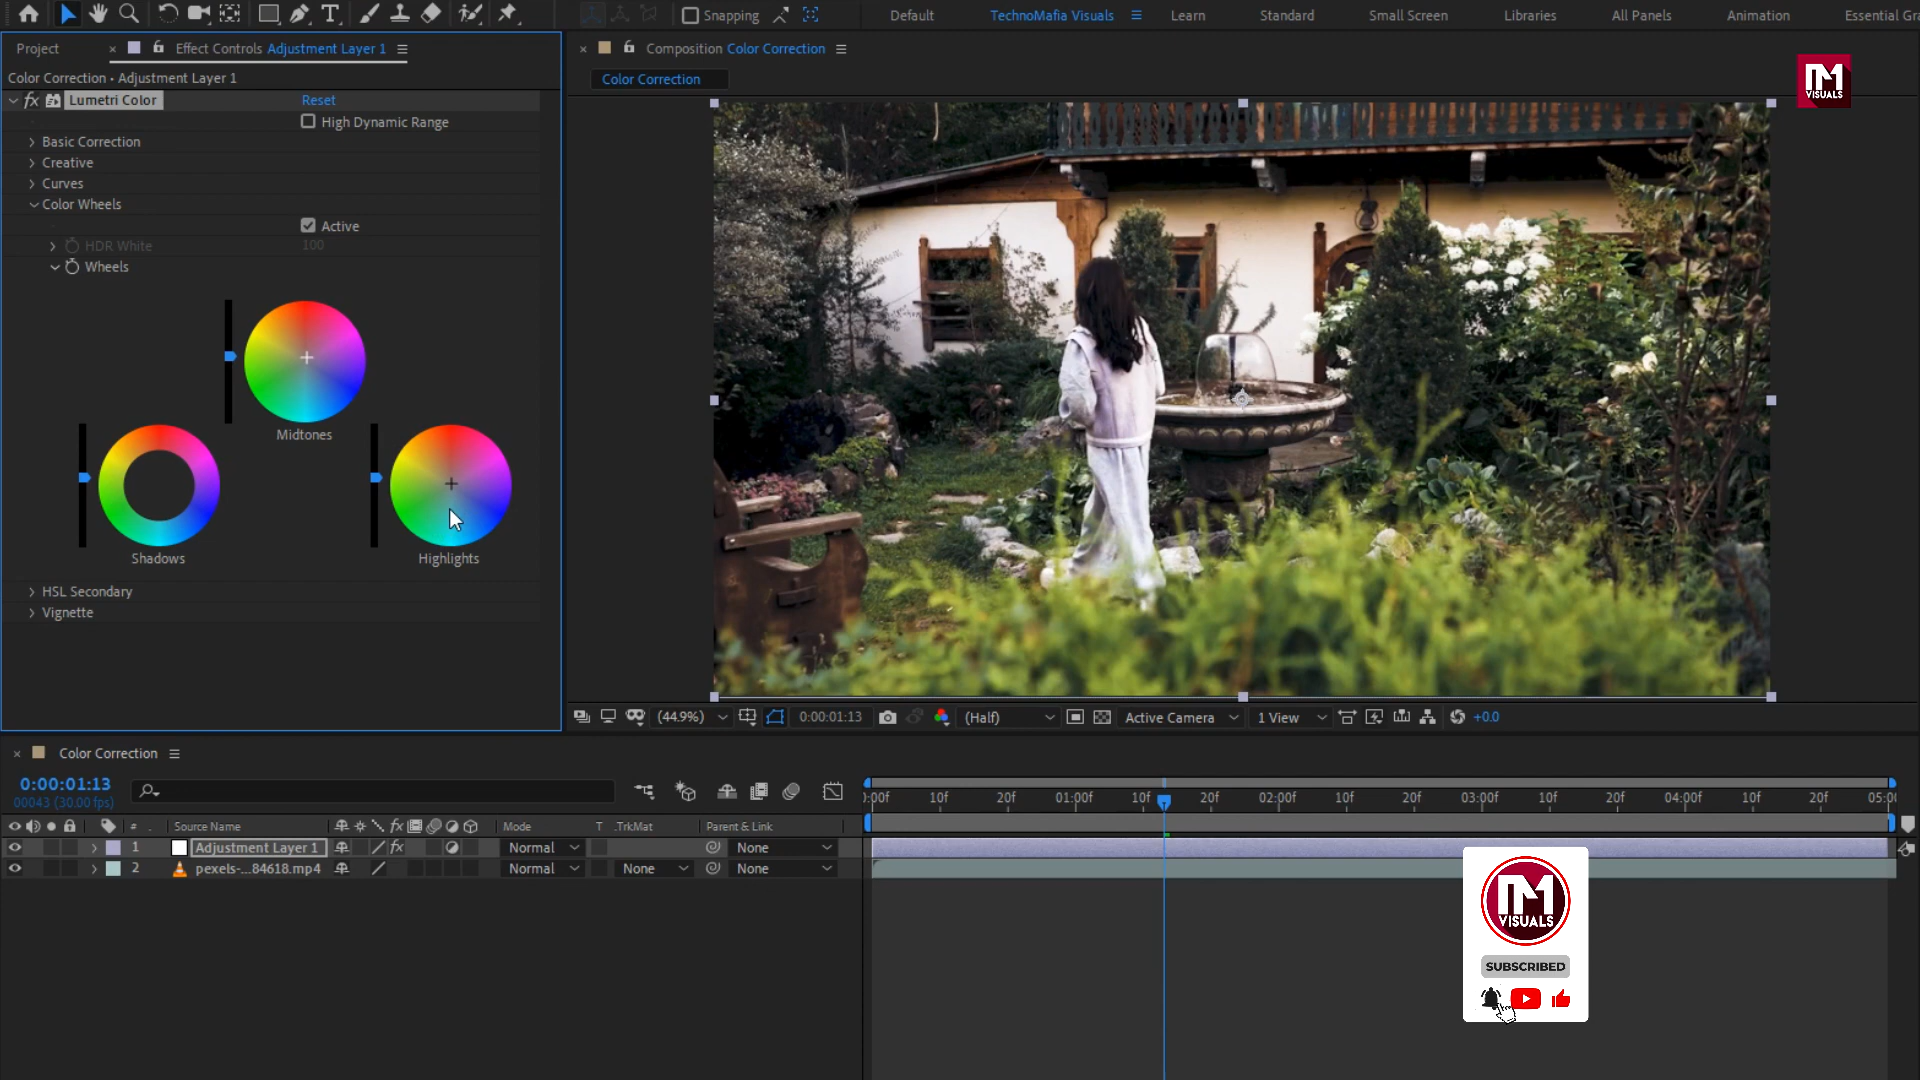 Snapping
Default
TechnoMafia Visuals
Learn
Standard
Small Screen
Libraries
All Panels
Animation
Essential Gra
Project
Effect Controls Adjustment Layer 1
Composition Color Correction
Color Correction • Adjustment Layer 1
Color Correction
fx Lumetri Color
Reset
High Dynamic Range
Basic Correction
Creative
Curves
Color Wheels
Active
HDR White
100
Wheels
Midtones
Shadows
Highlights
HSL Secondary
Vignette
VISUALS
(44.9%)
0:00:01:13
(Half)
Active Camera
1 View
+0.0
Color Correction
0:00:01:13
00043 (30.00 fps)
):00f 10f 20f 01:00f 10f 20f 02:00f 10f 20f 03:00f 10f 20f 04:00f 10f 20f 05:00
# . Source Name fx Mode T .TrkMat Parent & Link
1 Adjustment Layer 1 fx Normal None
2 pexels-...84618.mp4 Normal None None
VISUALS
SUBSCRIBED